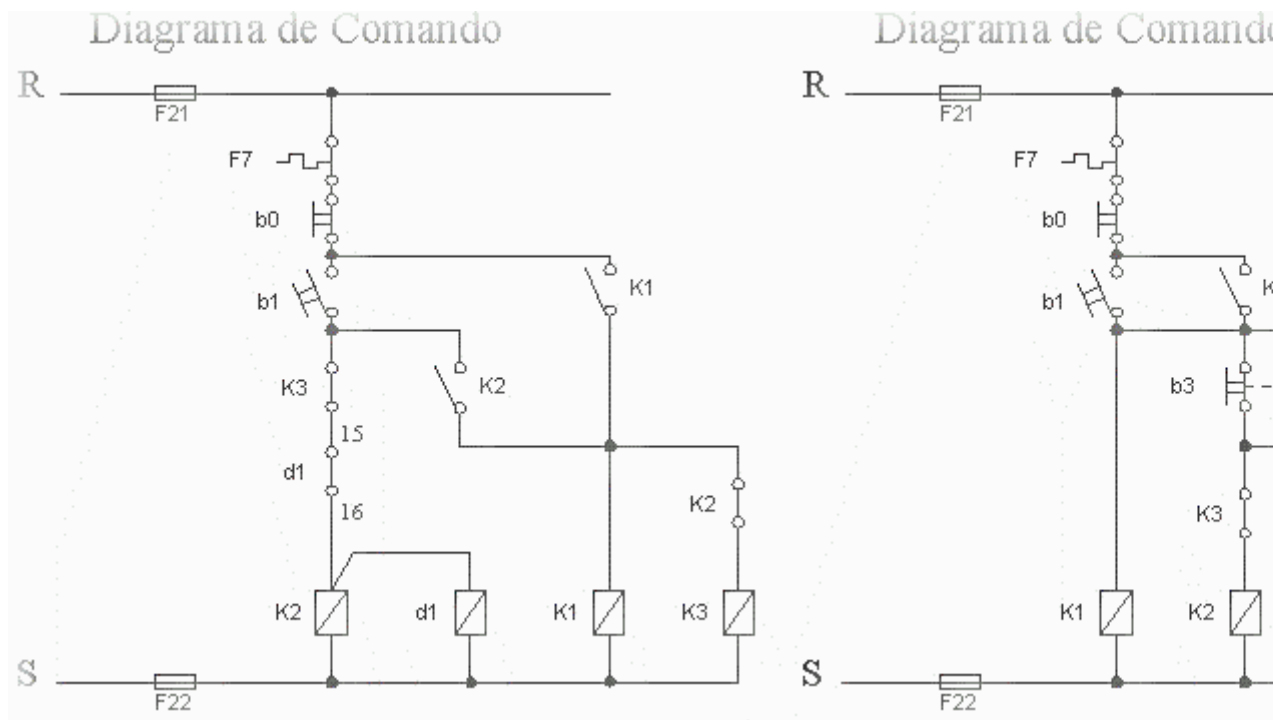 Diagrama de Comando
R
F21
F7
b0
b1
K1
K3
K2
15
d1
16
K2
K2
d1
K1
K3
S
F22
Diagrama de Comando
R
F21
F7
b0
b1
K
b3
K3
K1
K2
S
F22